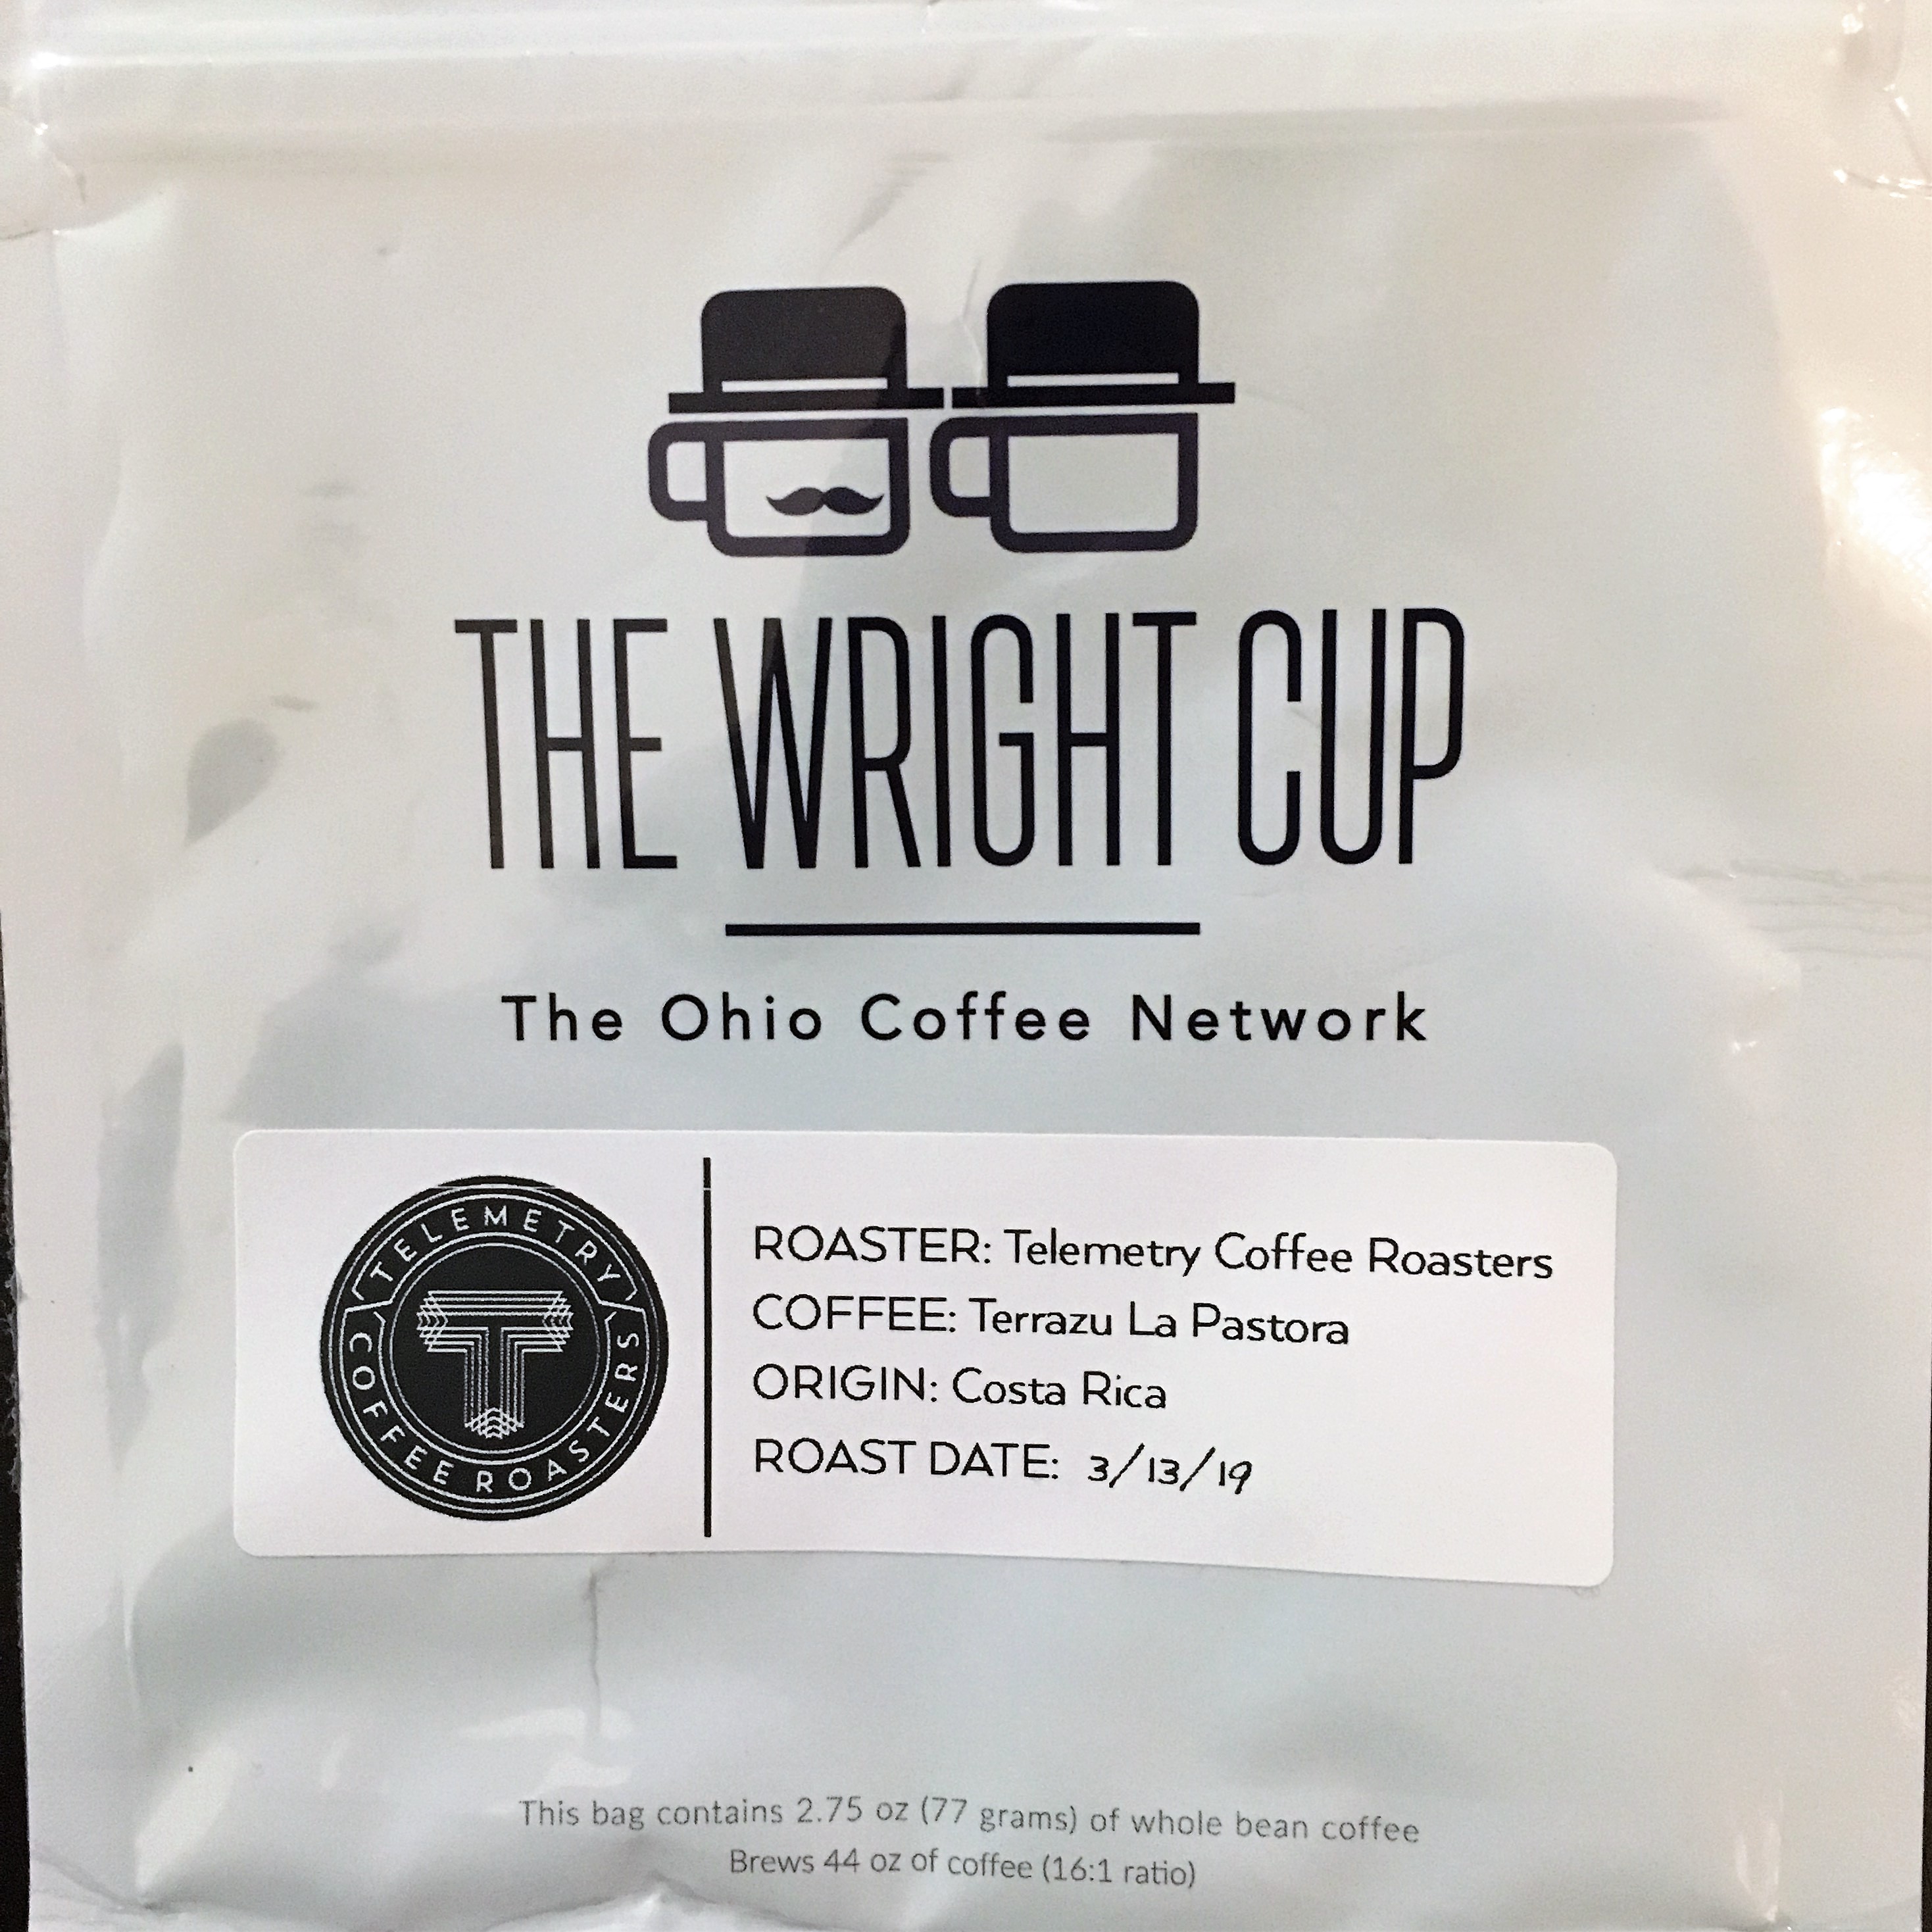 THE WRIGHT CUP
The Ohio Coffee Network
TELEMETRY
COFFEE ROASTERS
T
ROASTER: Telemetry Coffee Roasters
COFFEE: Terrazu La Pastora
ORIGIN: Costa Rica
ROAST DATE: 3/13/19
This bag contains 2.75 oz (77 grams) of whole bean coffee
Brews 44 oz of coffee (16:1 ratio)